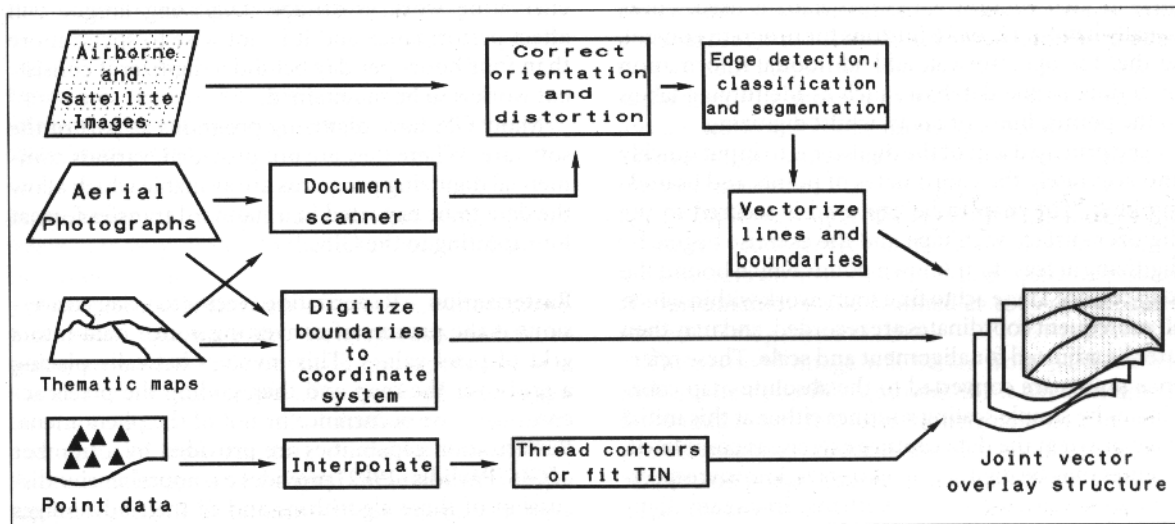 Airborne
and
Satellite
Images
Correct
orientation
and
distortion
Edge detection,
classification
and segmentation
Aerial
Photographs
Document
scanner
Vectorize
lines and
boundaries
Thematic maps
Digitize
boundaries
to
coordinate
system
Point data
Interpolate
Thread contours
or fit TIN
Joint vector
overlay structure